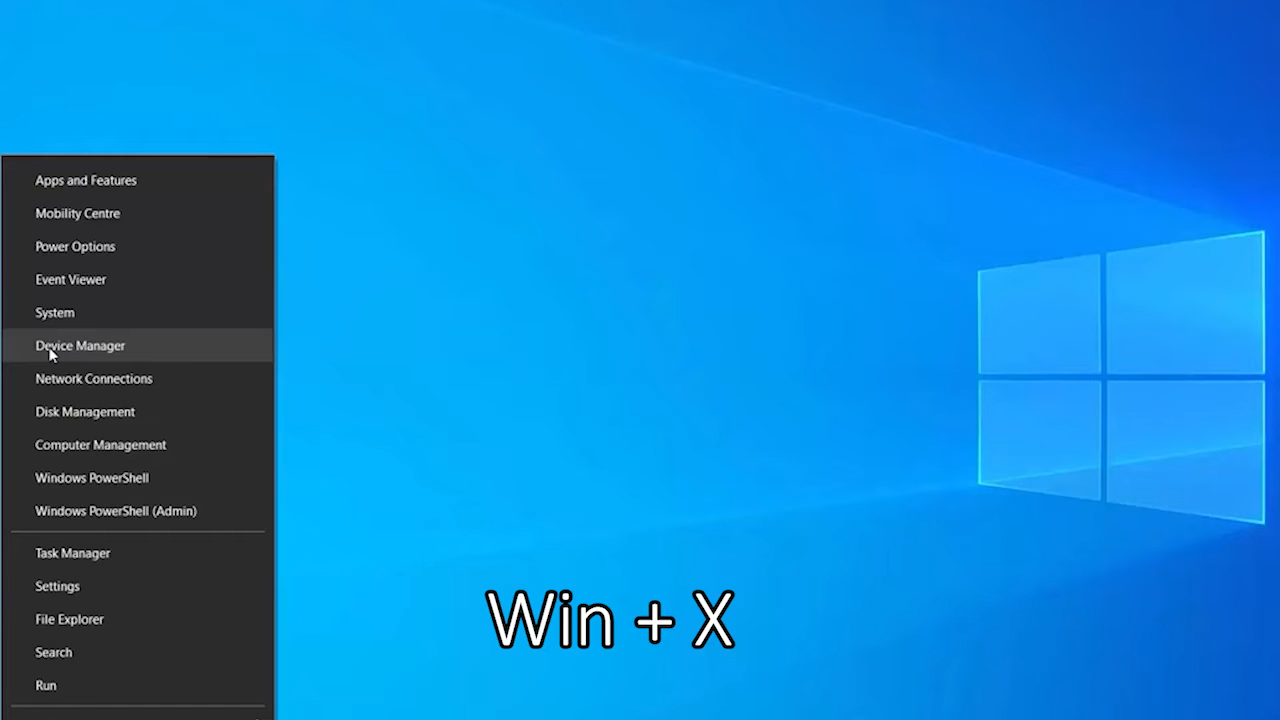 Apps and Features
Mobility Centre
Power Options
Event Viewer
System
Device Manager
Network Connections
Disk Management
Computer Management
Windows PowerShell
Windows PowerShell (Admin)
Task Manager
Settings
File Explorer
Search
Run
Win + X